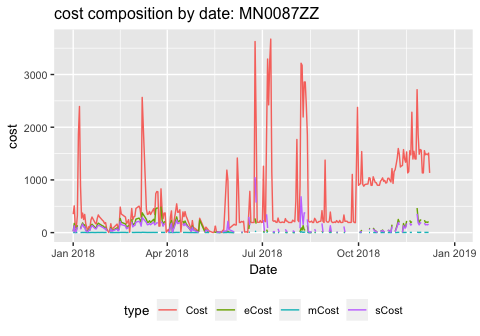 cost composition by date: MN0087ZZ
3000
2000
1000
0
cost
Jan 2018 Apr 2018 Jul 2018 Oct 2018 Jan 2019
Date
type Cost eCost mCost sCost